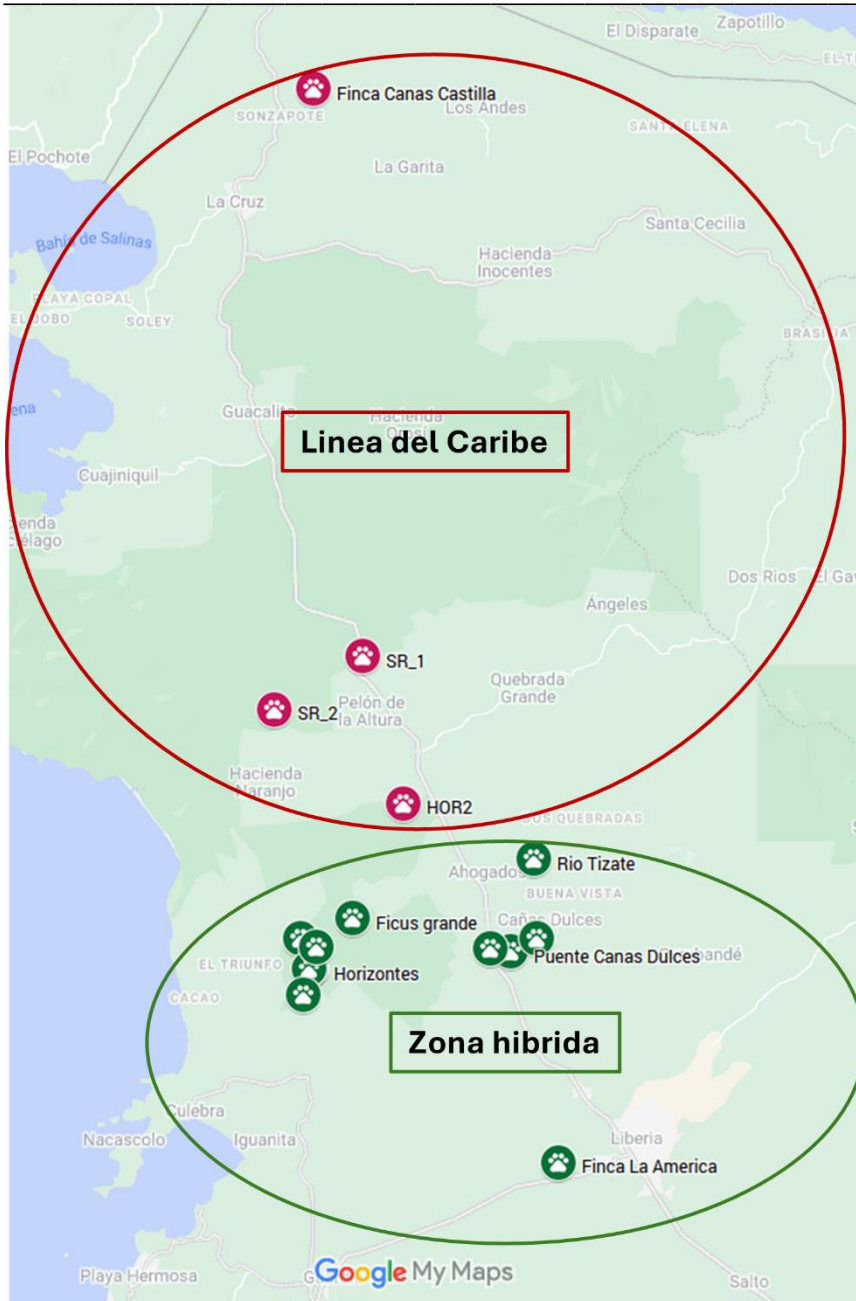 El Disparate
Zapotillo
Finca Canas Castilla
Los Andes
SONZAPOTE
SANTA ELENA
El Pochote
La Garita
La Cruz
Santa Cecilia
Bahía de Salinas
Hacienda
Inocentes
PLAYA COPAL
SOLEY
Guacalito
Hacienda
Linea del Caribe
Cuajiniquil
Dos Rios
El Gav
Ángeles
SR_1
Quebrada
Grande
SR_2
Pelón de
la Altura
Hacienda
Naranjo
HOR2
DOS QUEBRADAS
Rio Tizate
Ahogados
BUENA VISTA
Ficus grande
Cañas Dulces
Puente Canas Dulces
EL TRIUNFO
Horizontes
CACAO
Zona hibrida
Culebra
Nacascolo
Iguanita
Liberia
Finca La America
Google My Maps
Playa Hermosa
Salto